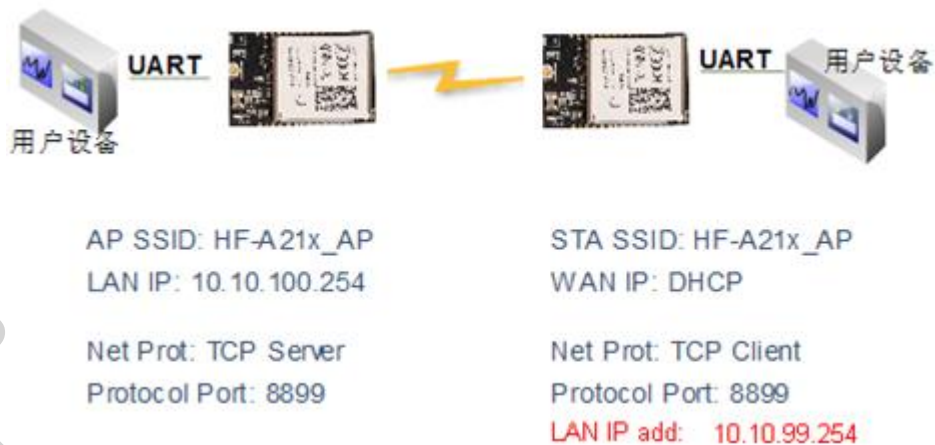 UART
用户设备
UART
用户设备
AP SSID: HF-A21x_AP
LAN IP: 10.10.100.254
Net Prot: TCP Server
Protocol Port: 8899
STA SSID: HF-A21x_AP
WAN IP: DHCP
Net Prot: TCP Client
Protocol Port: 8899
LAN IP add: 10.10.99.254